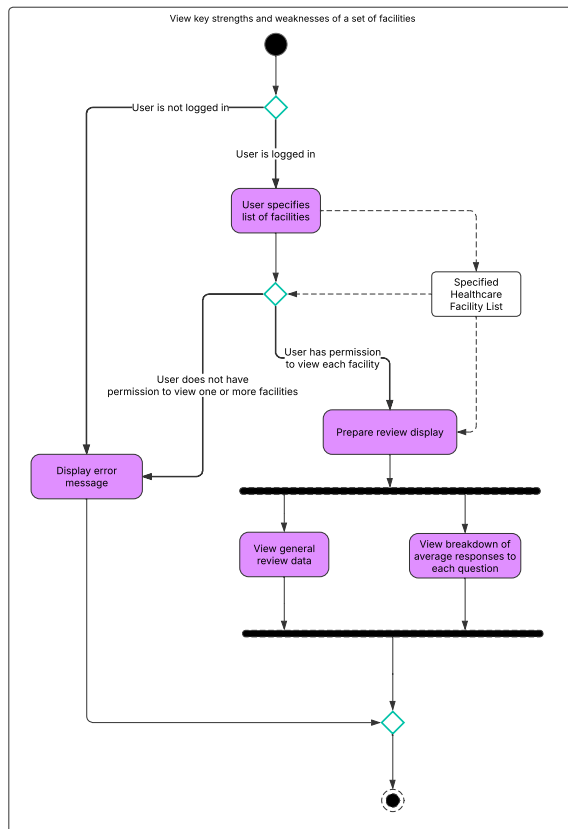 View key strengths and weaknesses of a set of facilities
User is not logged in
User is logged in
User specifies
list of facilities
Specified
Healthcare
Facility List
User has permission
to view each facility
User does not have
permission to view one or more facilities
Prepare review display
Display error
message
View general
review data
View breakdown of
average responses to
each question